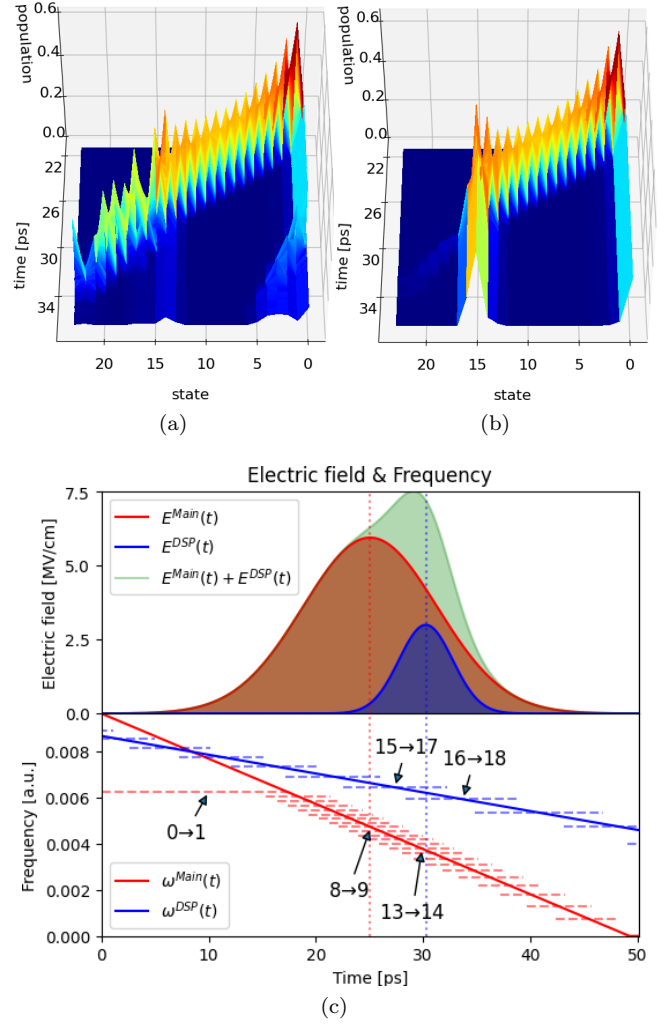 population
0.6
0.4
0.2
0.0
22
26
30
34
time [ps]
20
15
10
5
0
state
(a)
population
0.6
0.4
0.2
0.0
22
26
30
34
time [ps]
20
15
10
5
0
state
(b)
Electric field & Frequency
7.5
5.0
2.5
0.0
Electric field [MV/cm]
E^Main(t)
E^DSP(t)
E^Main(t) + E^DSP(t)
0.008
0.006
0.004
0.002
0.000
Frequency [a.u.]
15→17
16→18
0→1
8→9
13→14
ω^Main(t)
ω^DSP(t)
0
10
20
30
40
50
Time [ps]
(c)